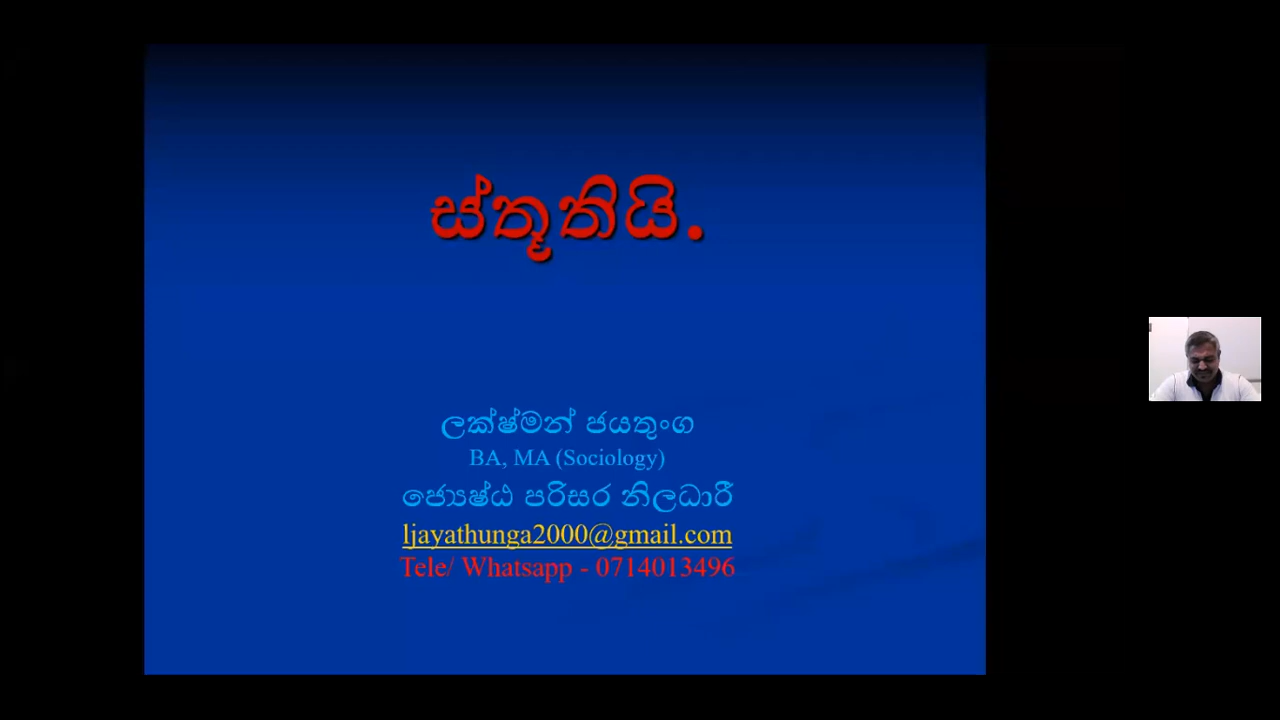 ස්තූතියි.
ලක්ෂ්මන් ජයතුංග
BA, MA (Sociology)
ජ්‍යෙෂ්ඨ පරිසර නිලධාරී
ljayathunga2000@gmail.com
Tele/ Whatsapp - 0714013496